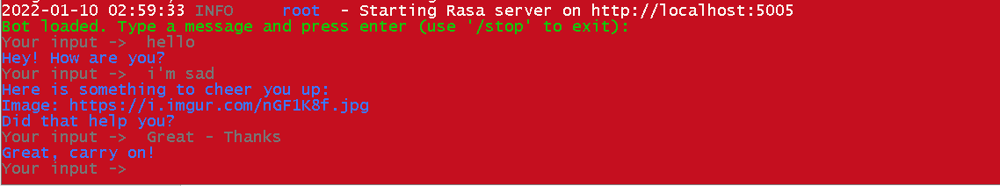 2022-01-10 02:59:33 INFO     root  - Starting Rasa server on http://localhost:5005
Bot loaded. Type a message and press enter (use '/stop' to exit):
Your input ->  hello
Hey! How are you?
Your input ->  i'm sad
Here is something to cheer you up:
Image: https://i.imgur.com/nGF1K8f.jpg
Did that help you?
Your input ->  Great - Thanks
Great, carry on!
Your input ->